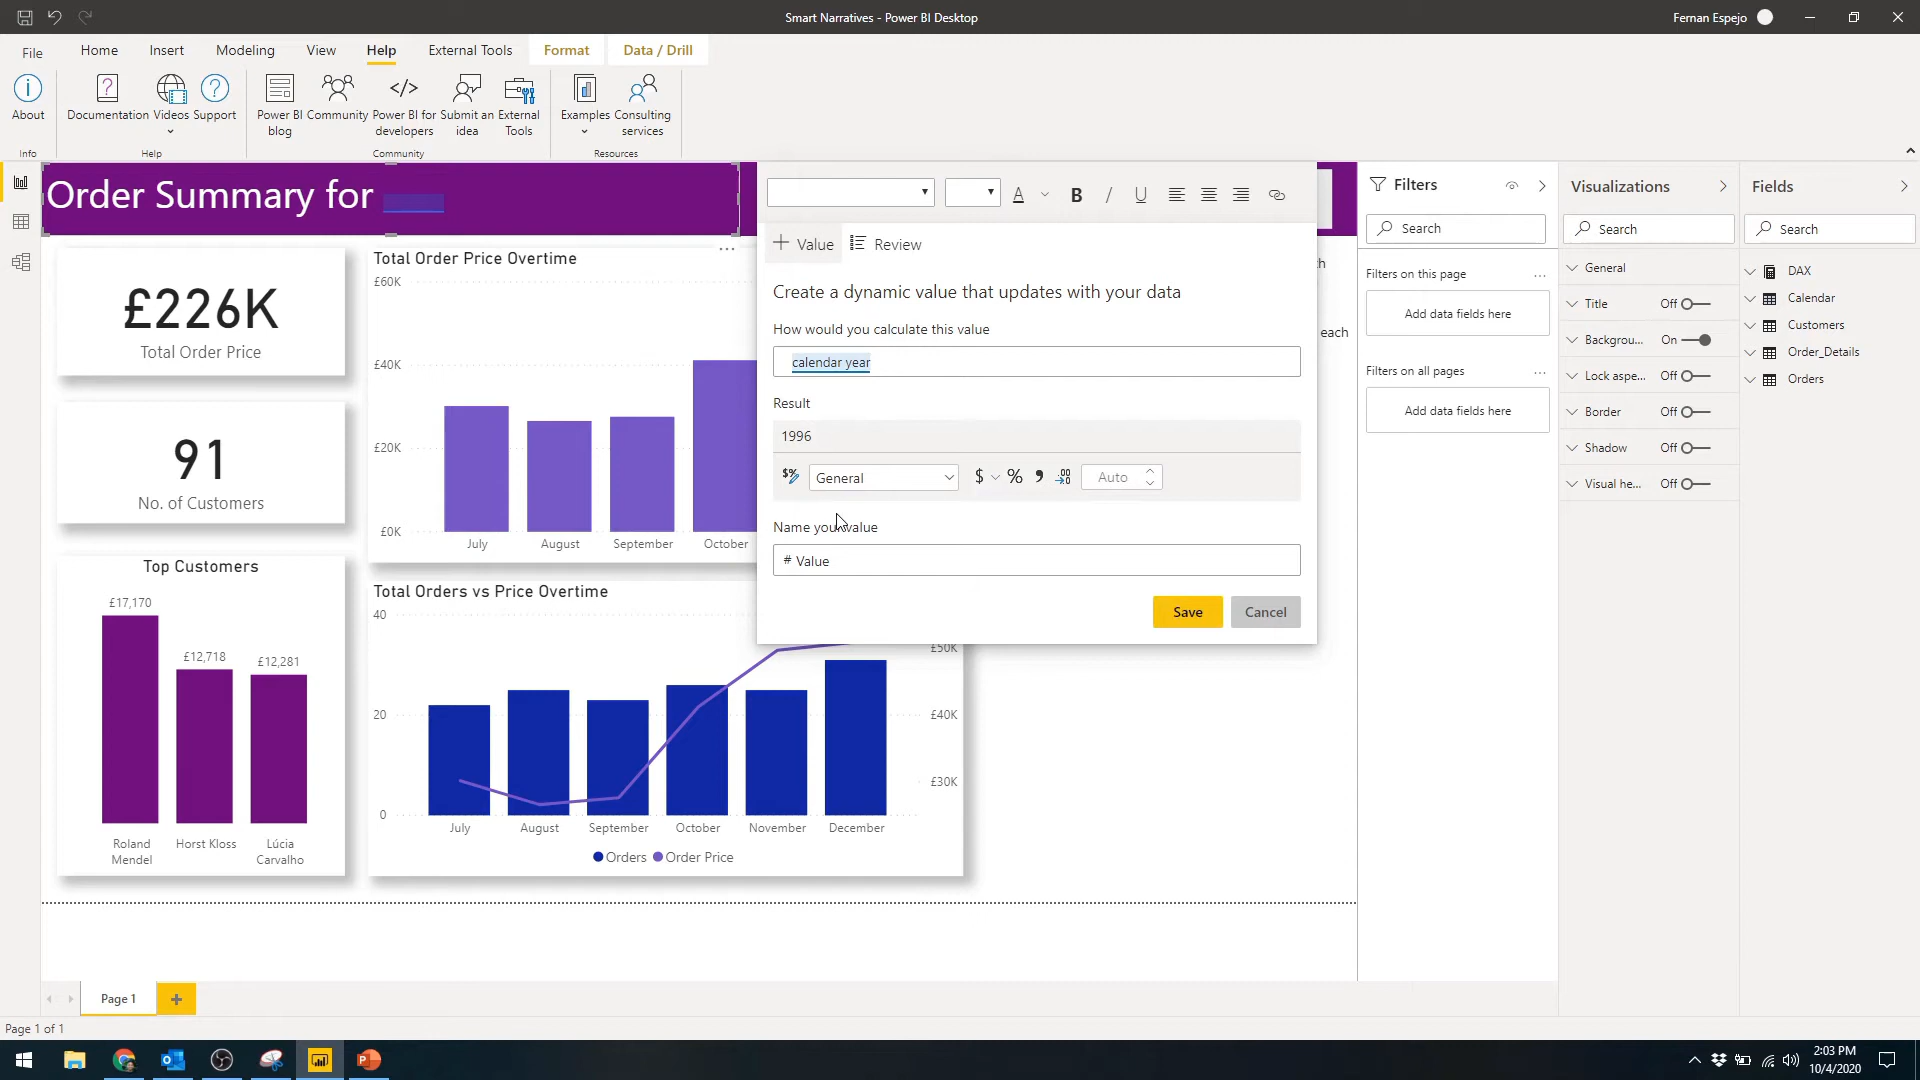 Smart Narratives - Power BI Desktop
Fernan Espejo
File
Home
Insert
Modeling
View
Help
External Tools
Format
Data / Drill
About
Documentation
Videos
Support
Power BI blog
Community
Power BI for developers
Submit an idea
External Tools
Examples
Consulting services
Info
Help
Community
Resources
Order Summary for
£226K
Total Order Price
91
No. of Customers
Top Customers
£17,170
£12,718
£12,281
Roland Mendel
Horst Kloss
Lúcia Carvalho
Total Order Price Overtime
£60K
£40K
£20K
£0K
July
August
September
October
Total Orders vs Price Overtime
40
20
0
£50K
£40K
£30K
July
August
September
October
November
December
Orders
Order Price
Value
Review
Create a dynamic value that updates with your data
How would you calculate this value
calendar year
Result
1996
General
$
%
Auto
Name your value
# Value
Save
Cancel
each
Filters
Search
Filters on this page
Add data fields here
Filters on all pages
Add data fields here
Visualizations
Search
General
Title
Off
Backgrou...
On
Lock aspe...
Off
Border
Off
Shadow
Off
Visual he...
Off
Fields
Search
DAX
Calendar
Customers
Order_Details
Orders
Page 1
Page 1 of 1
2:03 PM
10/4/2020